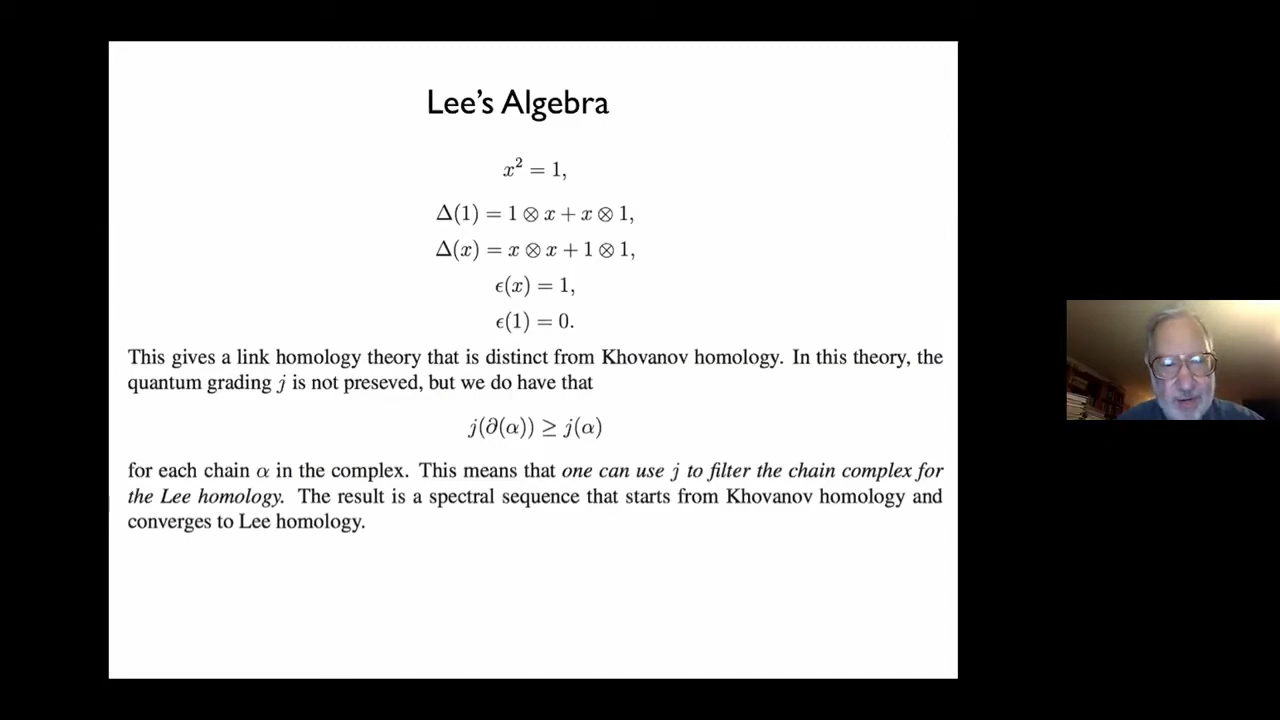 Lee's Algebra
x² = 1,
Δ(1) = 1 ⊗ x + x ⊗ 1,
Δ(x) = x ⊗ x + 1 ⊗ 1,
ϵ(x) = 1,
ϵ(1) = 0.
This gives a link homology theory that is distinct from Khovanov homology. In this theory, the
quantum grading j is not preseved, but we do have that
j(∂(α)) ≥ j(α)
for each chain α in the complex. This means that one can use j to filter the chain complex for
the Lee homology. The result is a spectral sequence that starts from Khovanov homology and
converges to Lee homology.